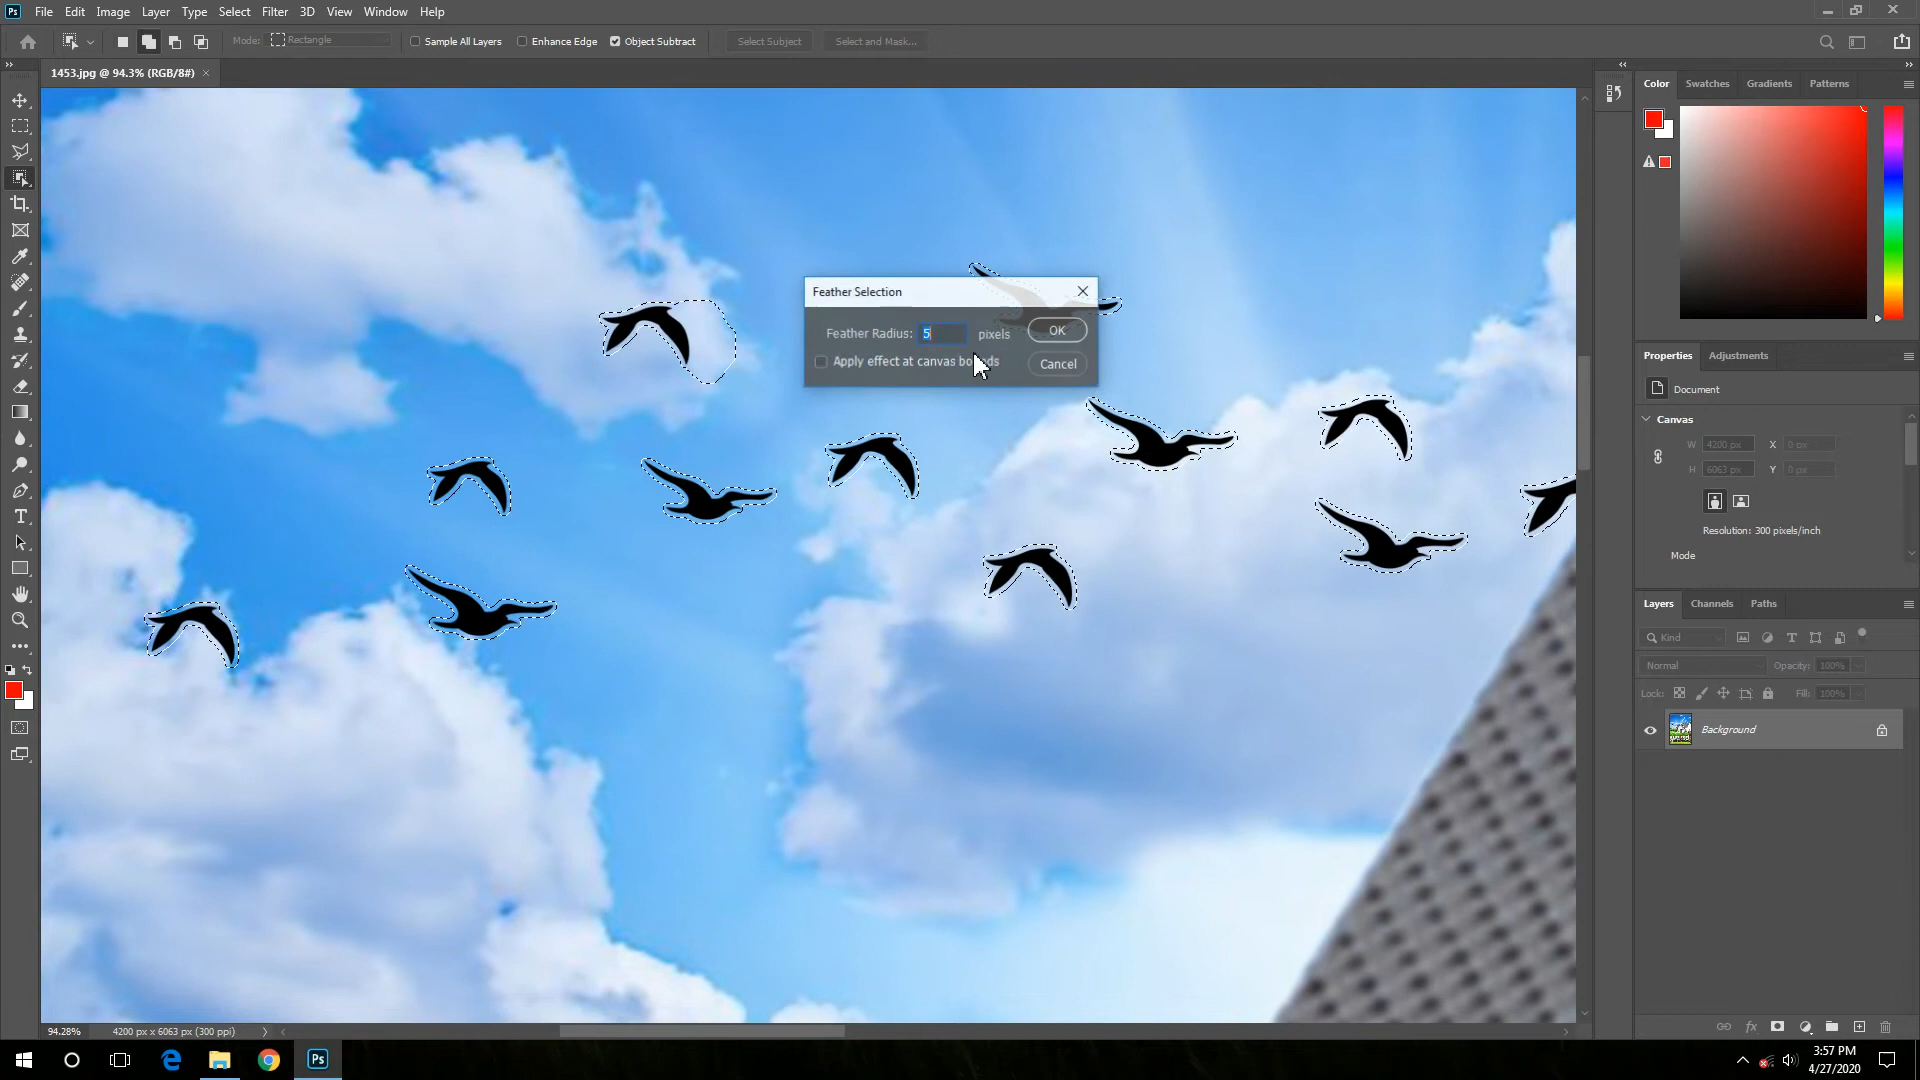 Ps File Edit Image Layer Type Select Filter 3D View Window Help
Mode: Rectangle Sample All Layers Enhance Edge Object Subtract Select Subject Select and Mask...
1453.jpg @ 94.3% (RGB/8#) ×
Color Swatches Gradients Patterns
Feather Selection
Feather Radius: 5 pixels OK
Apply effect at canvas bounds Cancel
Properties Adjustments
Document
Canvas
W 4200 px X 0 px
H 6063 px Y 0 px
Resolution: 300 pixels/inch
Mode
Layers Channels Paths
Kind
Normal Opacity: 100%
Lock: Fill: 100%
Background
94.28% 4200 px x 6063 px (300 ppi)
Ps
3:57 PM
4/27/2020